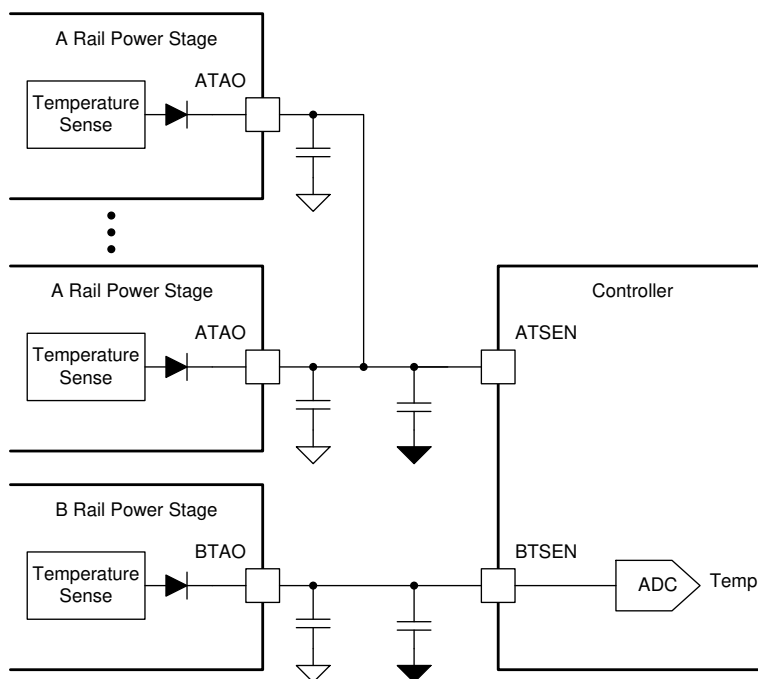 A Rail Power Stage
ATAO
Temperature
Sense
A Rail Power Stage
Controller
ATAO
ATSEN
Temperature
Sense
B Rail Power Stage
BTAO
BTSEN
Temperature
Sense
ADC
Temp